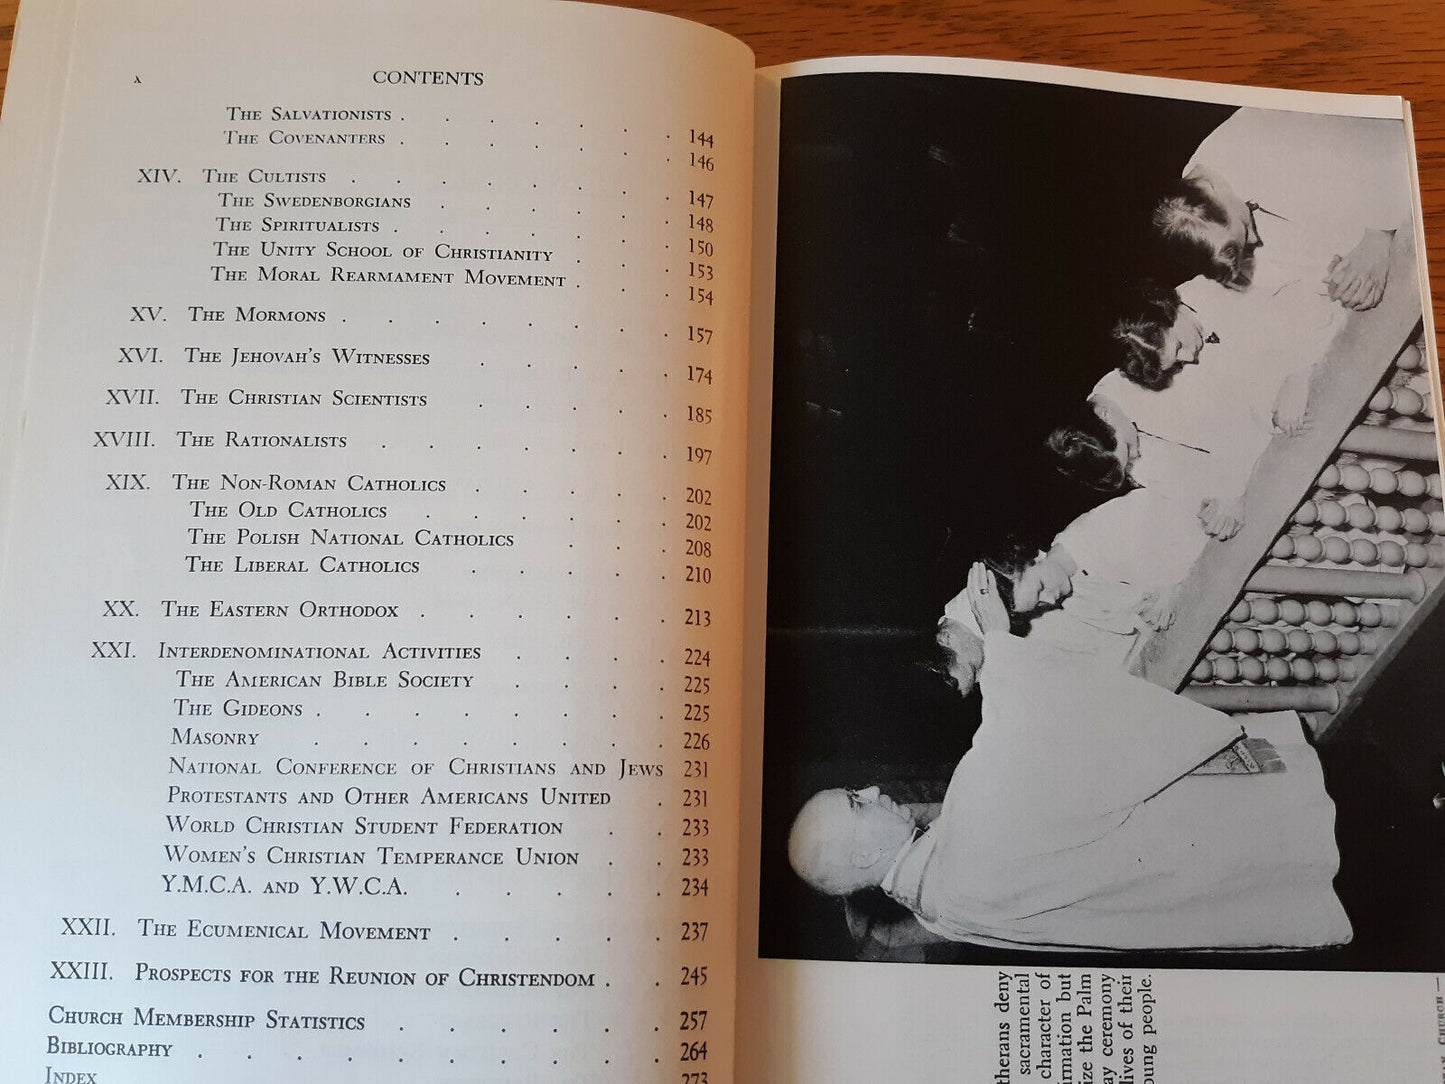 x CONTENTS
The Salvationists . . . . . . . 144
The Covenanters . . . . . . . 146
XIV. The Cultists . . . . . . . . 147
The Swedenborgians . . . . . . 148
The Spiritualists . . . . . . . 150
The Unity School of Christianity . . . 153
The Moral Rearmament Movement . . . 154
XV. The Mormons . . . . . . . . 157
XVI. The Jehovah's Witnesses . . . . . 174
XVII. The Christian Scientists . . . . . 185
XVIII. The Rationalists . . . . . . . 197
XIX. The Non-Roman Catholics . . . . . 202
The Old Catholics . . . . . . 202
The Polish National Catholics . . . 208
The Liberal Catholics . . . . . 210
XX. The Eastern Orthodox . . . . . . 213
XXI. Interdenominational Activities . . . . 224
The American Bible Society . . . . 225
The Gideons . . . . . . . . 225
Masonry . . . . . . . . 226
National Conference of Christians and Jews 231
Protestants and Other Americans United . 231
World Christian Student Federation . . 233
Women's Christian Temperance Union . . 233
Y.M.C.A. and Y.W.C.A. . . . . . 234
XXII. The Ecumenical Movement . . . . . 237
XXIII. Prospects for the Reunion of Christendom . . 245
Church Membership Statistics . . . . . . 257
Bibliography . . . . . . . . . . 264
Index 273
Church—
therans deny
sacramental
character of
irmation but
ize the Palm
ay ceremony
lives of their
oung people.